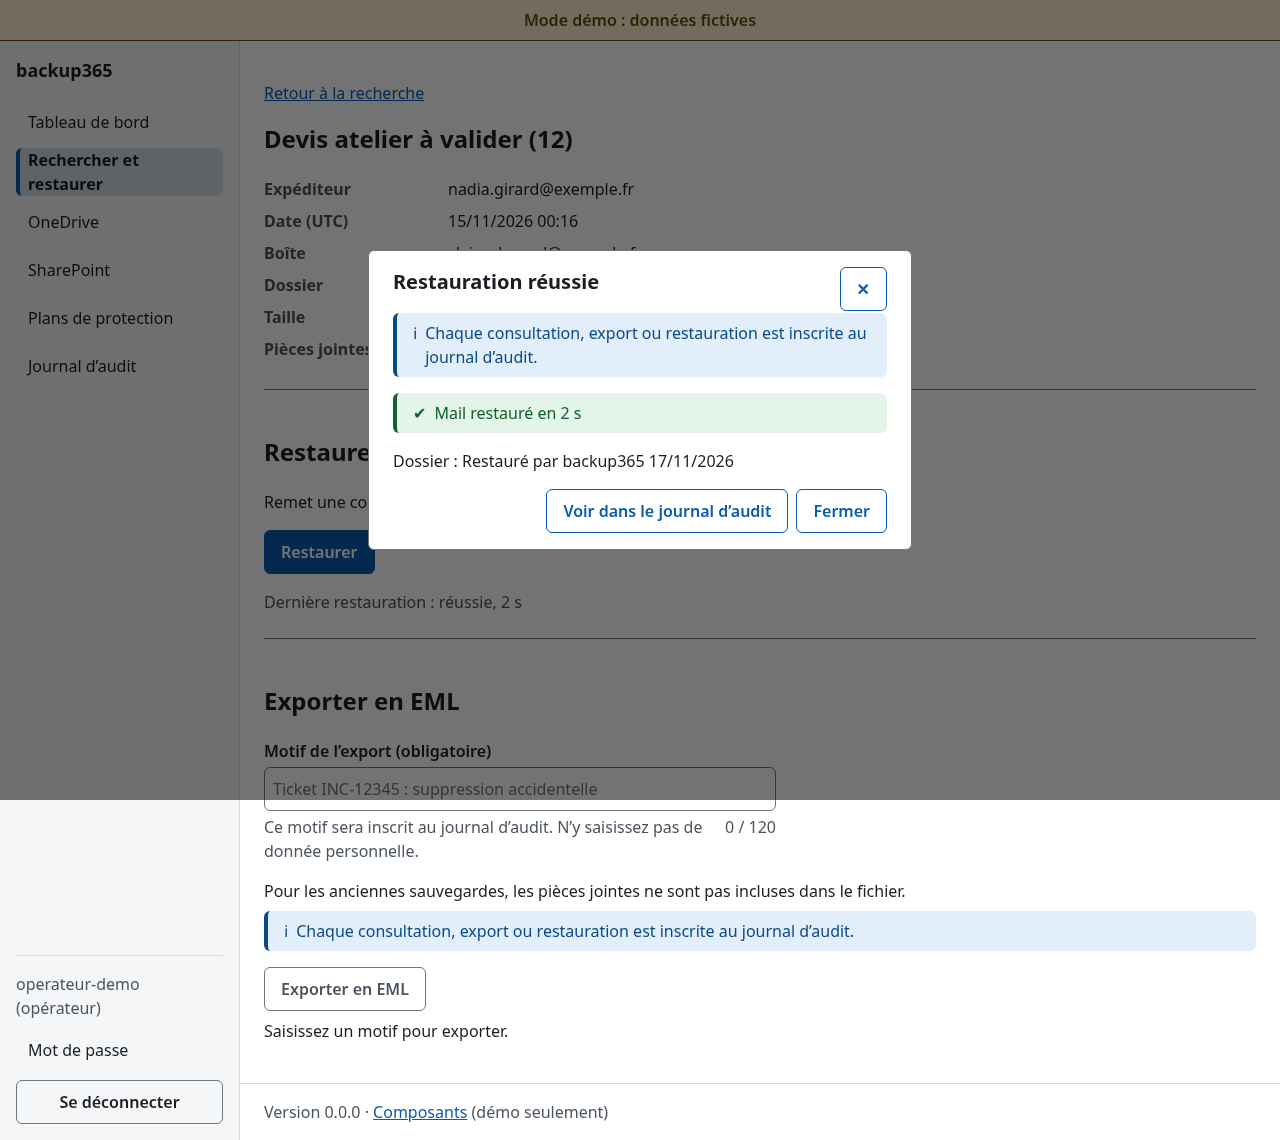 Mode démo : données fictives
backup365
Tableau de bord
Rechercher et
restaurer
OneDrive
SharePoint
Plans de protection
Journal d’audit
Retour à la recherche
Devis atelier à valider (12)
Expéditeur nadia.girard@exemple.fr
Date (UTC) 15/11/2026 00:16
Boîte
Dossier
Taille
Pièces jointes
Restauration réussie
×
i Chaque consultation, export ou restauration est inscrite au
journal d’audit.
✔ Mail restauré en 2 s
Dossier : Restauré par backup365 17/11/2026
Voir dans le journal d’audit Fermer
Remet une co
Restaurer
Dernière restauration : réussie, 2 s
Exporter en EML
Motif de l’export (obligatoire)
Ticket INC-12345 : suppression accidentelle
Ce motif sera inscrit au journal d’audit. N’y saisissez pas de 0 / 120
donnée personnelle.
Pour les anciennes sauvegardes, les pièces jointes ne sont pas incluses dans le fichier.
i Chaque consultation, export ou restauration est inscrite au journal d’audit.
Exporter en EML
Saisissez un motif pour exporter.
operateur-demo
(opérateur)
Mot de passe
Se déconnecter
Version 0.0.0 · Composants (démo seulement)